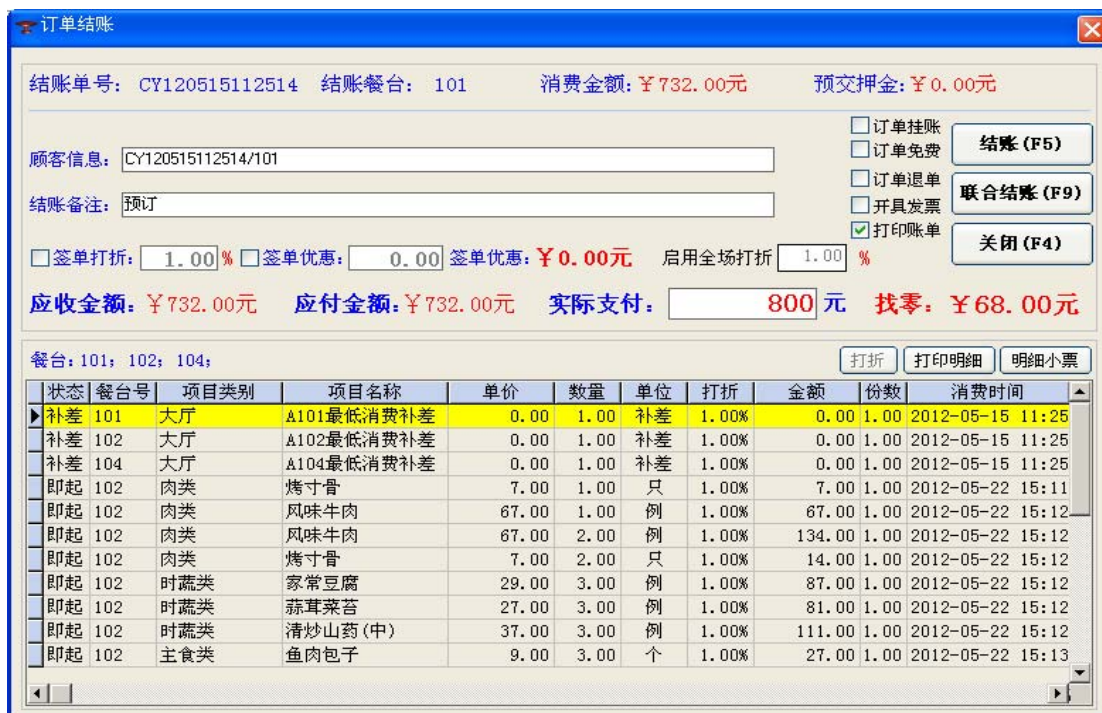 订单结账
结账单号: CY120515112514 结账餐台: 101 消费金额:￥732.00元 预交押金:￥0.00元
订单挂账
订单免费
结账(F5)
顾客信息: CY120515112514/101
订单退单
联合结账(F9)
结账备注: 预订
开具发票
打印账单
关闭(F4)
签单打折: 1.00 % 签单优惠: 0.00 签单优惠:￥0.00元 启用全场打折 1.00 %
应收金额:￥732.00元 应付金额:￥732.00元 实际支付: 800 元 找零:￥68.00元
餐台:101; 102; 104; 打折 打印明细 明细小票
状态 餐台号 项目类别 项目名称 单价 数量 单位 打折 金额 份数 消费时间
补差 101 大厅 A101最低消费补差 0.00 1.00 补差 1.00% 0.00 1.00 2012-05-15 11:25
补差 102 大厅 A102最低消费补差 0.00 1.00 补差 1.00% 0.00 1.00 2012-05-15 11:25
补差 104 大厅 A104最低消费补差 0.00 1.00 补差 1.00% 0.00 1.00 2012-05-15 11:25
即起 102 肉类 烤寸骨 7.00 1.00 只 1.00% 7.00 1.00 2012-05-22 15:11
即起 102 肉类 风味牛肉 67.00 1.00 例 1.00% 67.00 1.00 2012-05-22 15:12
即起 102 肉类 风味牛肉 67.00 2.00 例 1.00% 134.00 1.00 2012-05-22 15:12
即起 102 肉类 烤寸骨 7.00 2.00 只 1.00% 14.00 1.00 2012-05-22 15:12
即起 102 时蔬类 家常豆腐 29.00 3.00 例 1.00% 87.00 1.00 2012-05-22 15:12
即起 102 时蔬类 蒜茸菜苔 27.00 3.00 例 1.00% 81.00 1.00 2012-05-22 15:12
即起 102 时蔬类 清炒山药(中) 37.00 3.00 例 1.00% 111.00 1.00 2012-05-22 15:12
即起 102 主食类 鱼肉包子 9.00 3.00 个 1.00% 27.00 1.00 2012-05-22 15:13